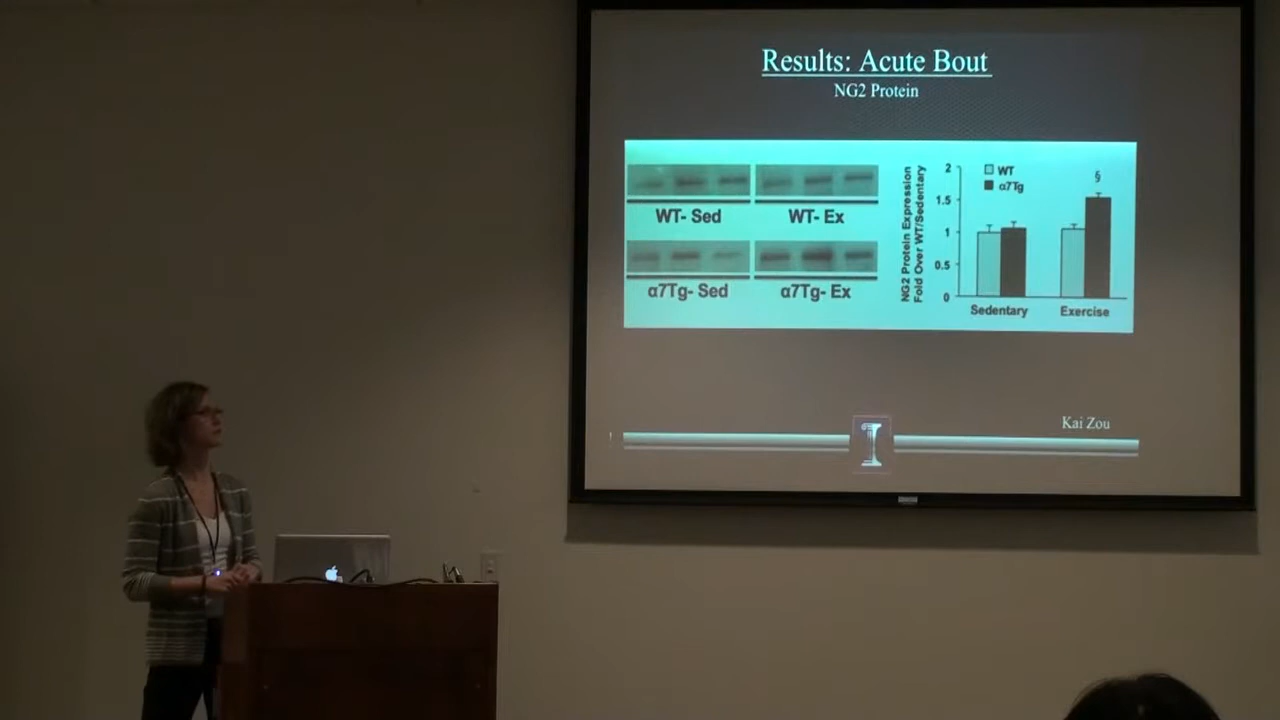 Results: Acute Bout
NG2 Protein
WT- Sed
WT- Ex
α7Tg- Sed
α7Tg- Ex
NG2 Protein Expression
Fold Over WT/Sedentary
2
1.5
1
0.5
0
WT
α7Tg
§
Sedentary
Exercise
Kai Zou
I